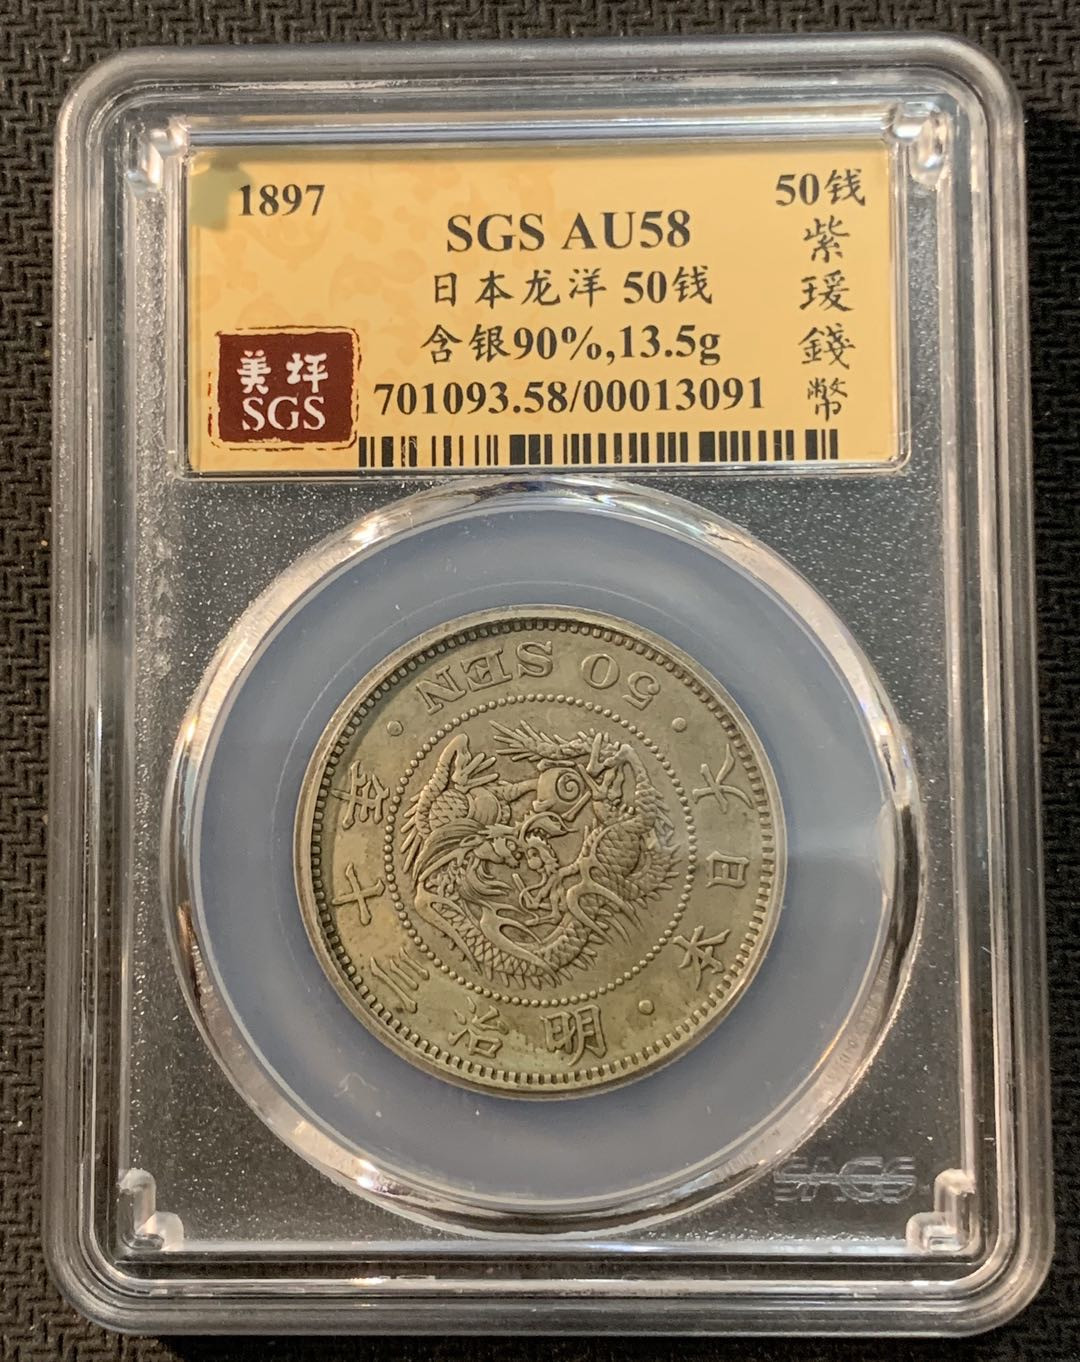 1897
50钱
SGS AU58
日本龙洋 50钱
含银90%,13.5g
701093.58/00013091
紫瑗錢幣
美坪
SGS
50 SEN
大日本
明治三十年